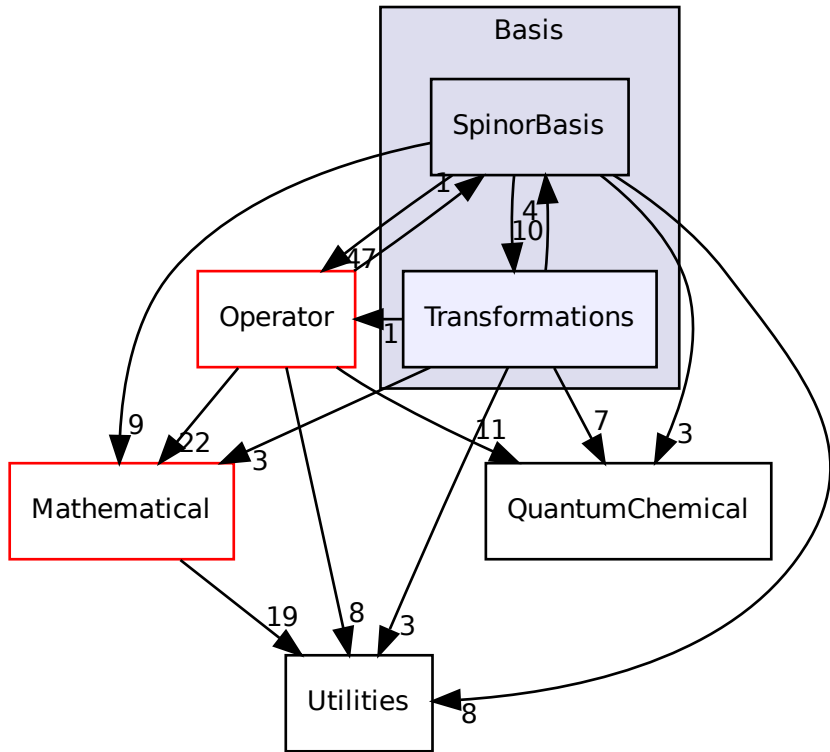 Basis
SpinorBasis
1
4
10
47
Operator
Transformations
1
9
22
3
11
7
3
Mathematical
QuantumChemical
19
8
3
Utilities
8